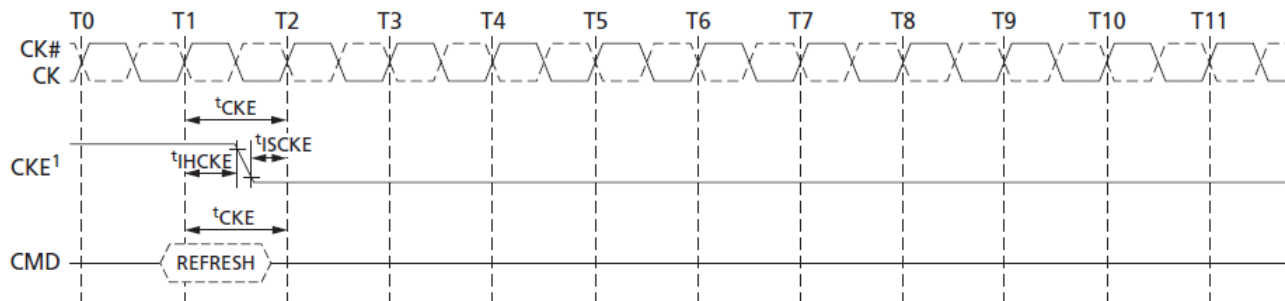 T0 T1 T2 T3 T4 T5 T6 T7 T8 T9 T10 T11
CK#
CK
tCKE
tISCKE
CKE1
tIHCKE
tCKE
CMD REFRESH